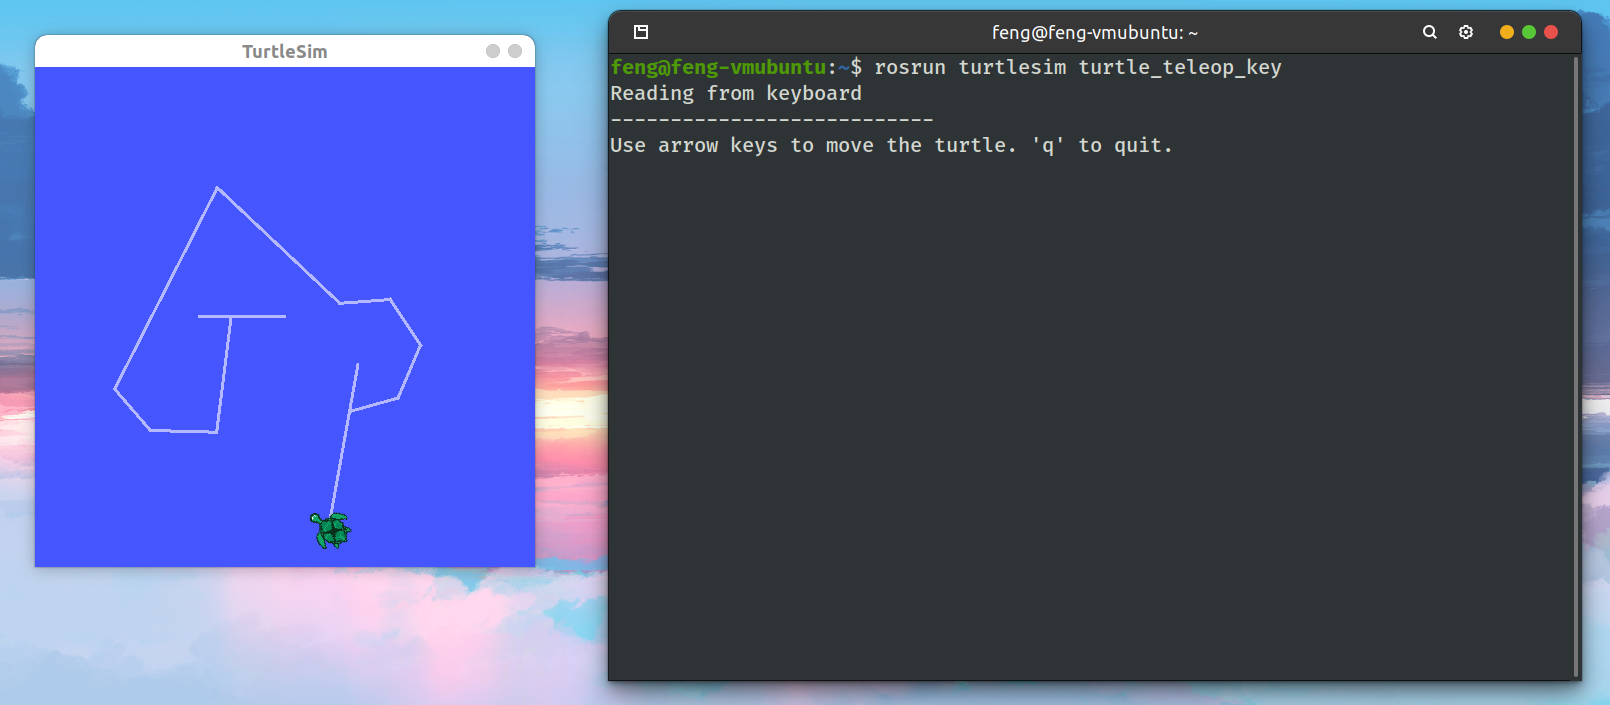 TurtleSim
feng@feng-vmubuntu: ~
feng@feng-vmubuntu:~$ rosrun turtlesim turtle_teleop_key
Reading from keyboard
---------------------------
Use arrow keys to move the turtle. 'q' to quit.